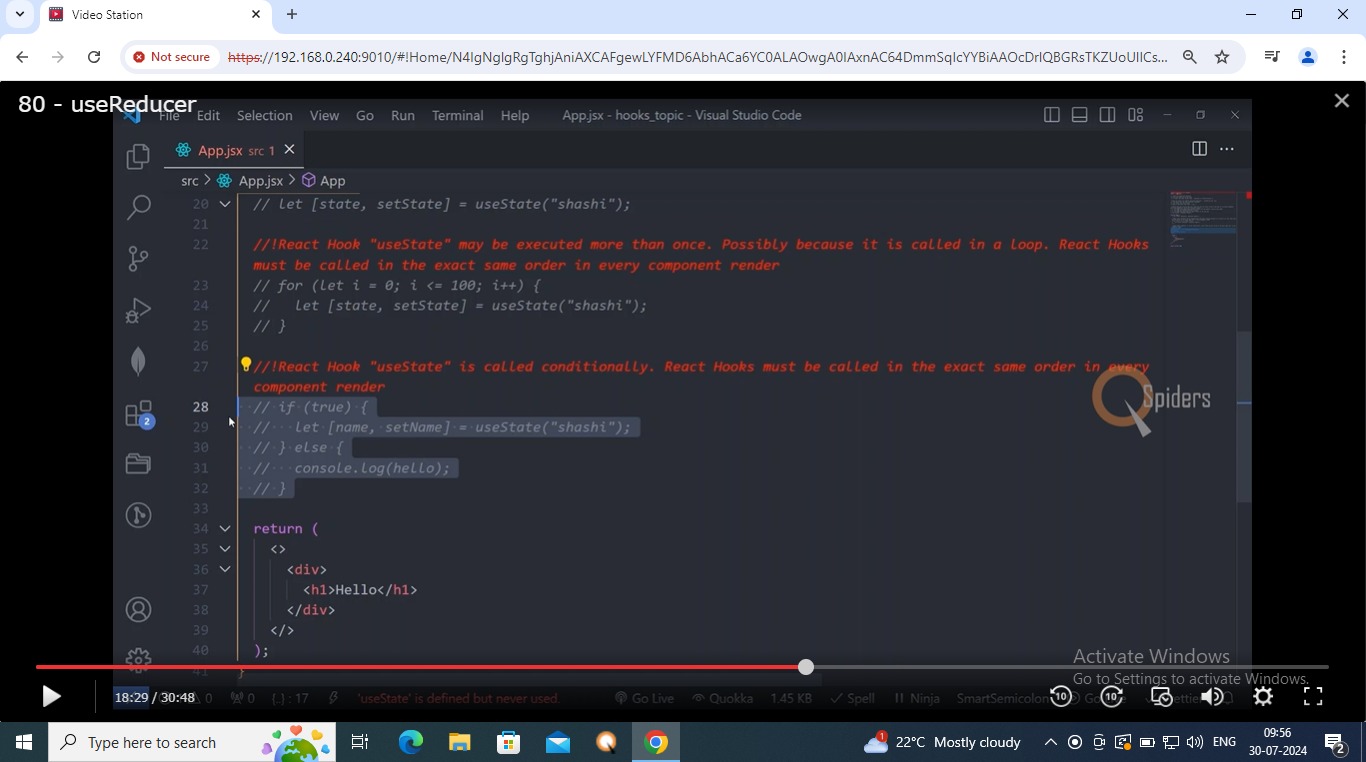 Video Station
Not secure
https://192.168.0.240:9010/#!Home/N4IgNgIgRgTghjAniAXCAFgewLYFMD6AbhACa6YC0ALAOwgA0IAxnAC64DmmSqIcYYBiAAOcDrIQBGRsTKZUoUIICs...
80 - useReducer
File Edit Selection View Go Run Terminal Help App.jsx - hooks_topic - Visual Studio Code
App.jsx src 1
src > App.jsx > App
20 // let [state, setState] = useState("shashi");
21
22 //!React Hook "useState" may be executed more than once. Possibly because it is called in a loop. React Hooks
must be called in the exact same order in every component render
23 // for (let i = 0; i <= 100; i++) {
24 // let [state, setState] = useState("shashi");
25 // }
26
27 //!React Hook "useState" is called conditionally. React Hooks must be called in the exact same order in every
component render
28 // if (true) {
29 // let [name, setName] = useState("shashi");
30 // } else {
31 // console.log(hello);
32 // }
33
34 return (
35 <>
36 <div>
37 <h1>Hello</h1>
38 </div>
39 </>
40 );
41 }
2
QSpiders
Activate Windows
Go to Settings to activate Windows.
18:29 / 30:48 0 0 {..} : 17 'useState' is defined but never used. Go Live Quokka 1.45 KB Spell Ninja SmartSemicolon
10 10
Type here to search
1 22°C Mostly cloudy ENG 09:56
30-07-2024
2